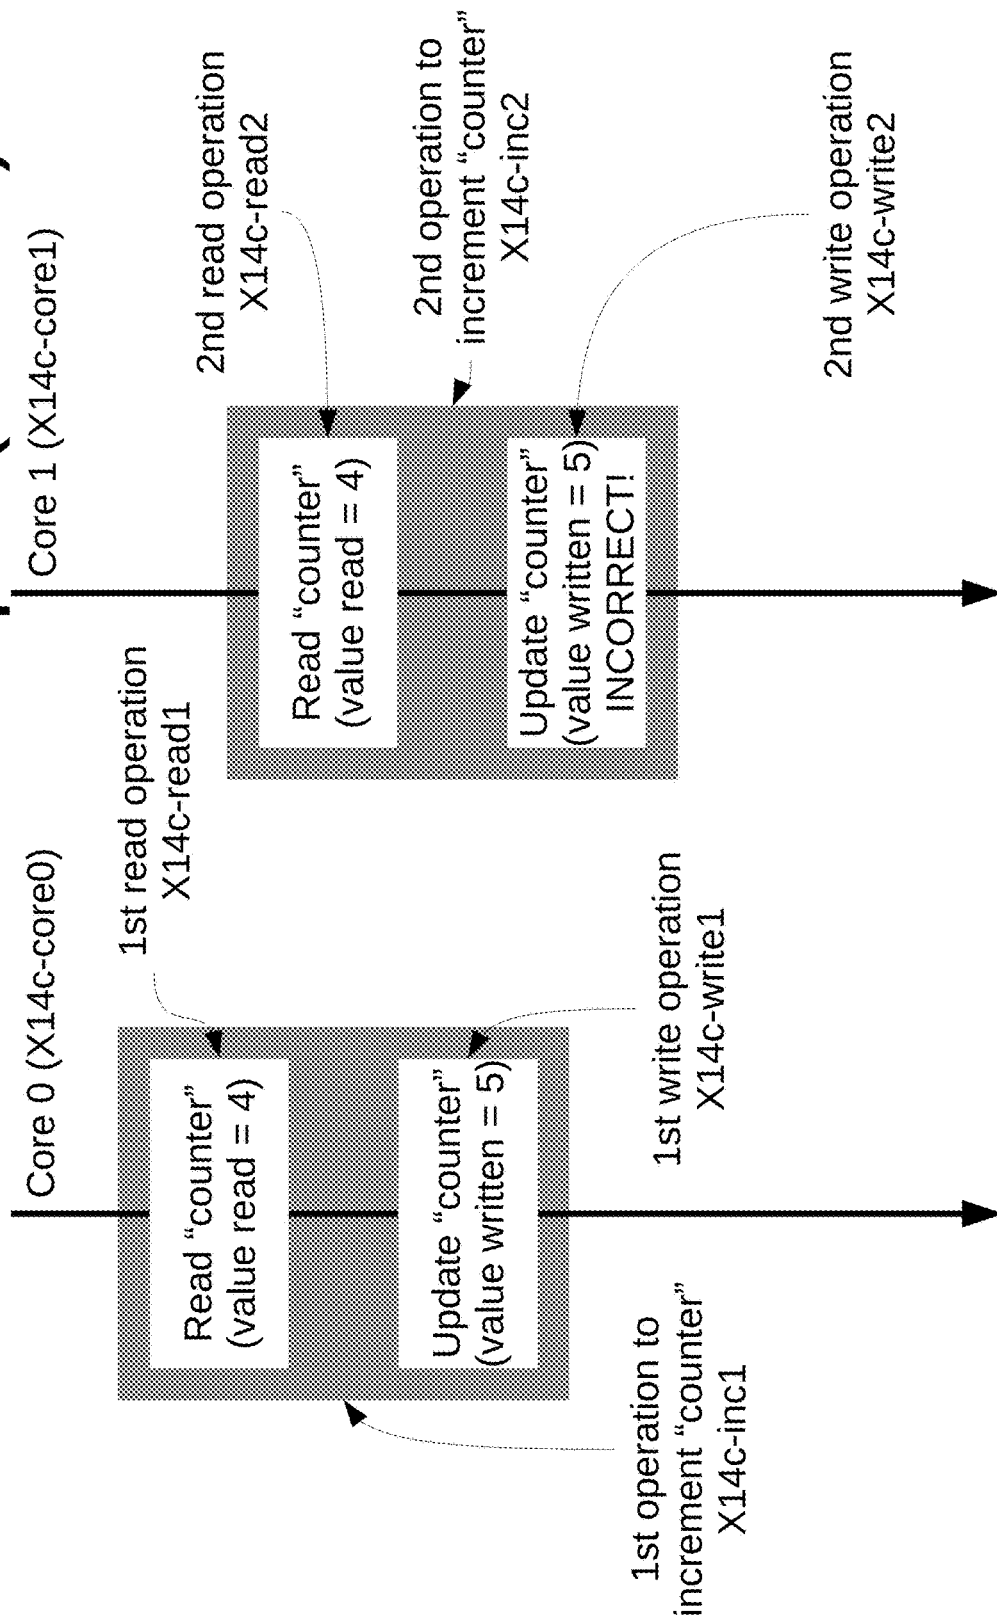 Core 0 (X14c-core0)
Core 1 (X14c-core1)
1st read operation
X14c-read1
Read “counter”
(value read = 4)
Update “counter”
(value written = 5)
1st operation to
increment “counter”
X14c-inc1
1st write operation
X14c-write1
2nd read operation
X14c-read2
Read “counter”
(value read = 4)
2nd operation to
increment “counter”
X14c-inc2
Update “counter”
(value written = 5)
INCORRECT!
2nd write operation
X14c-write2